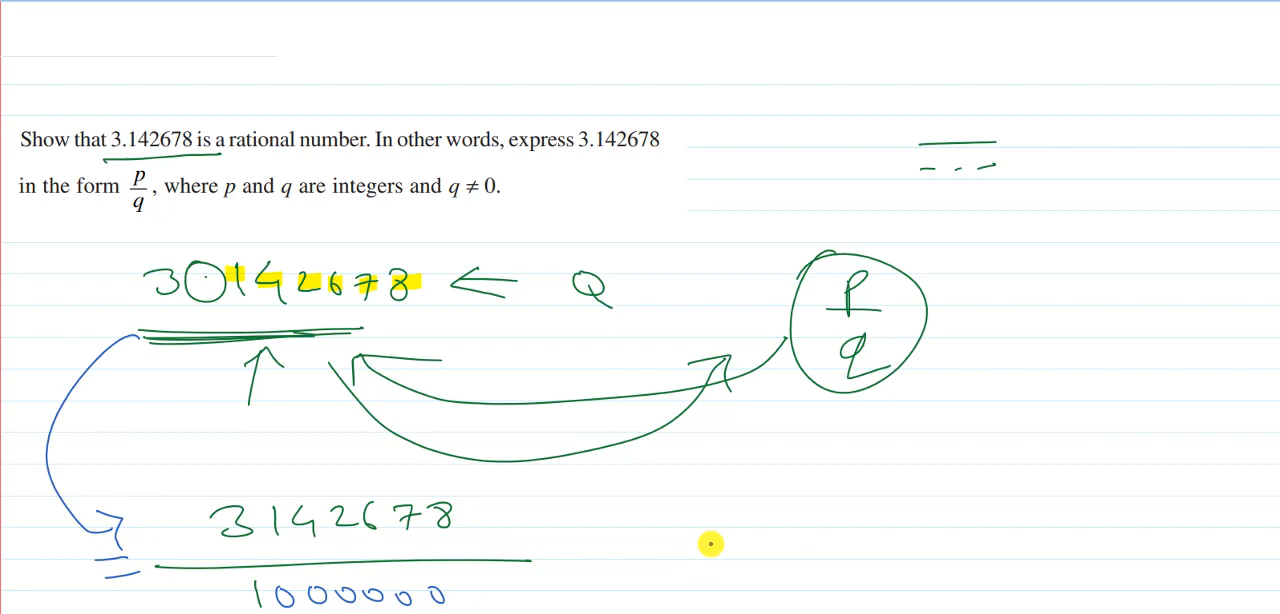 Show that 3.142678 is a rational number. In other words, express 3.142678
in the form p/q, where p and q are integers and q ≠ 0.
3.142678 ← Q
p/q
3142678
1000000